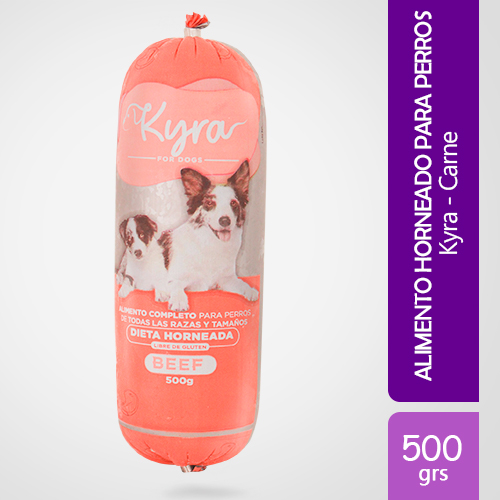 Kyra
FOR DOGS
ALIMENTO COMPLETO PARA PERROS
DE TODAS LAS RAZAS Y TAMAÑOS
DIETA HORNEADA
LIBRE DE GLUTEN
BEEF
500g
ALIMENTO HORNEADO PARA PERROS
Kyra - Carne
500
grs